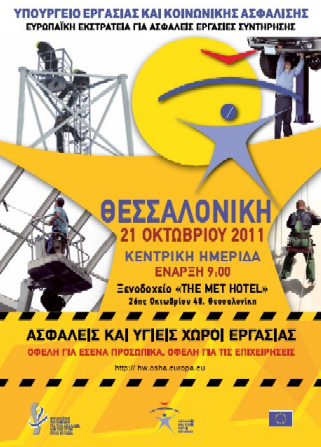 ΥΠΟΥΡΓΕΙΟ ΕΡΓΑΣΙΑΣ ΚΑΙ ΚΟΙΝΩΝΙΚΗΣ ΑΣΦΑΛΙΣΗΣ
ΕΥΡΩΠΑΪΚΗ ΕΚΣΤΡΑΤΕΙΑ ΓΙΑ ΑΣΦΑΛΕΙΣ ΕΡΓΑΣΙΕΣ ΣΥΝΤΗΡΗΣΗΣ
ΘΕΣΣΑΛΟΝΙΚΗ
21 ΟΚΤΩΒΡΙΟΥ 2011
ΚΕΝΤΡΙΚΗ ΗΜΕΡΙΔΑ
ΕΝΑΡΞΗ 9.00
Ξενοδοχείο «THE MET HOTEL»
26ης Οκτωβρίου 48, Θεσσαλονίκη
ΑΣΦΑΛΕΙΣ ΚΑΙ ΥΓΙΕΙΣ ΧΩΡΟΙ ΕΡΓΑΣΙΑΣ
ΟΦΕΛΗ ΓΙΑ ΕΣΕΝΑ ΠΡΟΣΩΠΙΚΑ. ΟΦΕΛΗ ΓΙΑ ΤΙΣ ΕΠΙΧΕΙΡΗΣΕΙΣ
http:// hw.osha.europa.eu